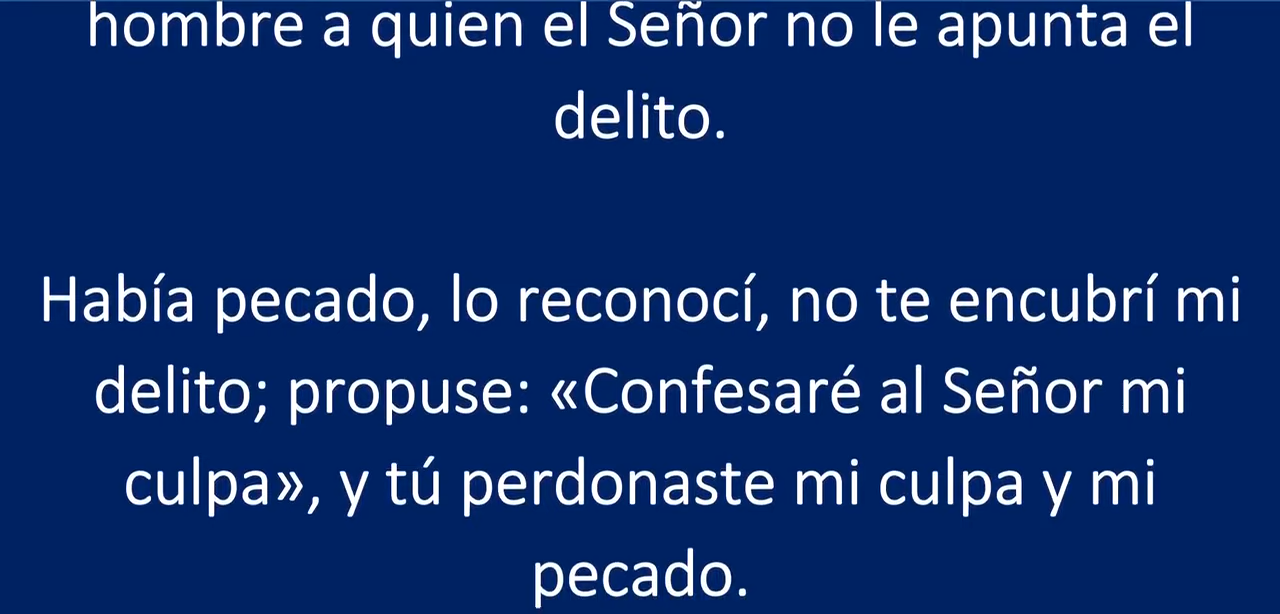 hombre a quien el Señor no le apunta el
delito.
Había pecado, lo reconocí, no te encubrí mi
delito; propuse: «Confesaré al Señor mi
culpa», y tú perdonaste mi culpa y mi
pecado.